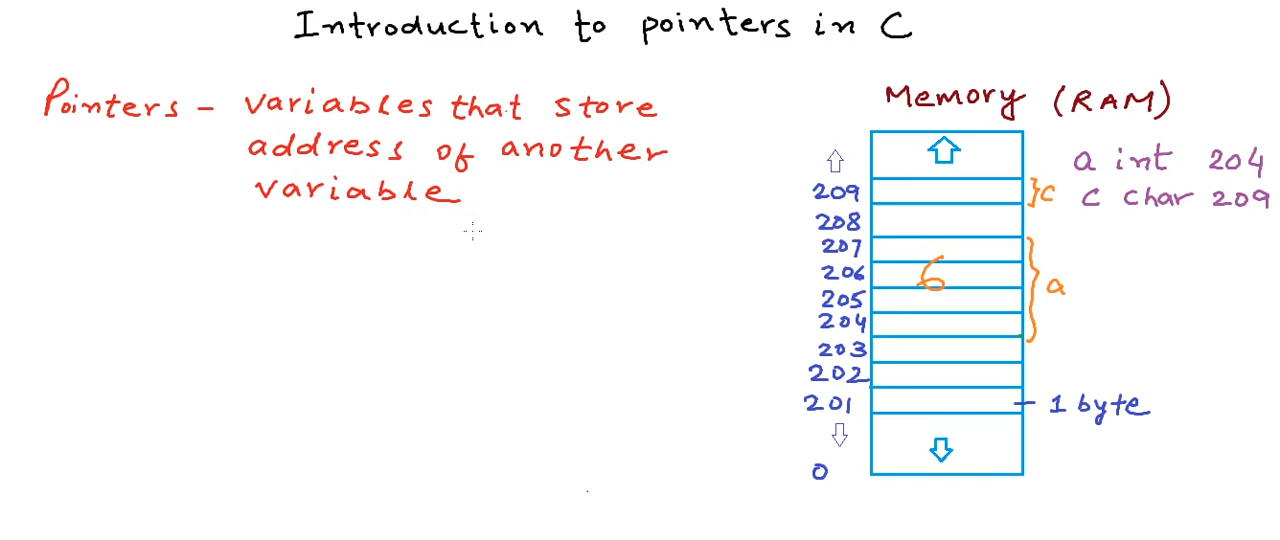 Introduction to pointers in C
Pointers - variables that store
address of another
variable
Memory (RAM)
a int 204
c char 209
209
c
208
207
206
6
a
205
204
203
202
201
1 byte
0